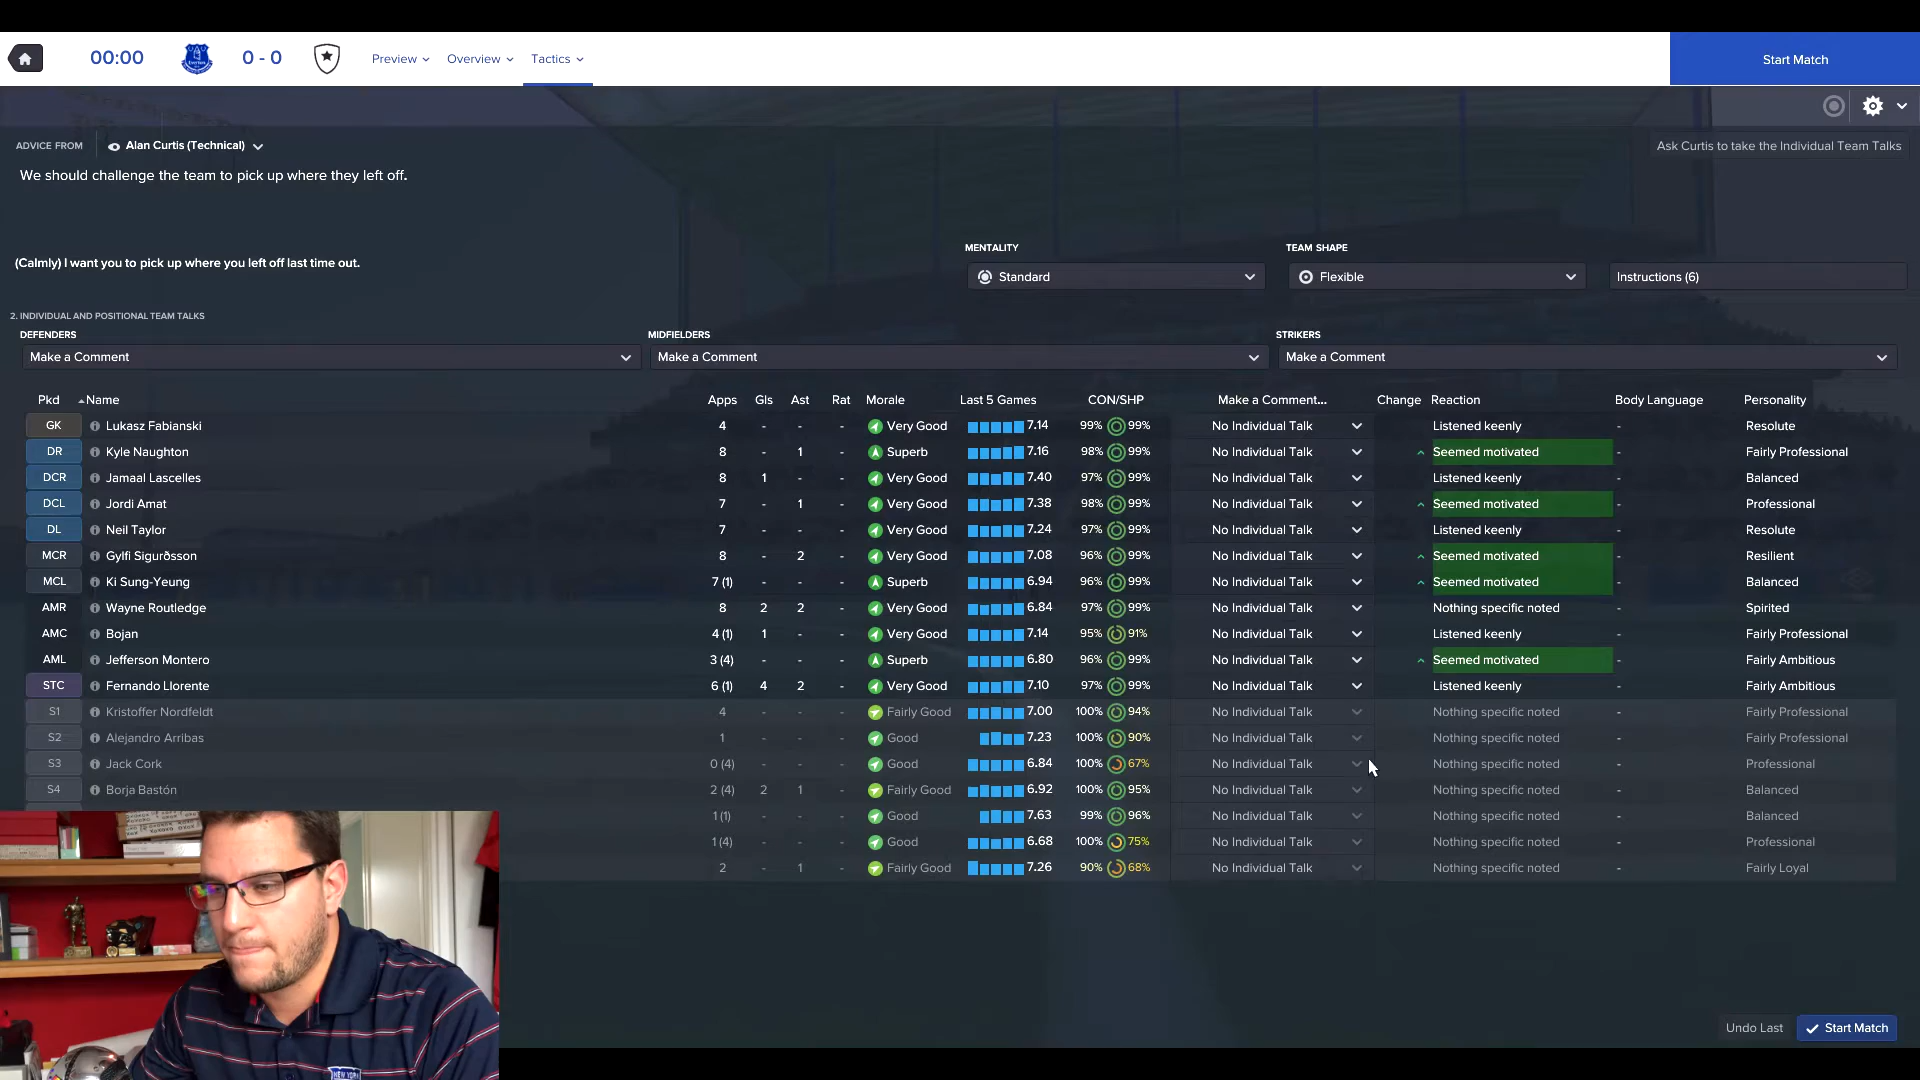 00:00 0 - 0 Preview Overview Tactics Start Match
ADVICE FROM Alan Curtis (Technical) Ask Curtis to take the Individual Team Talks
We should challenge the team to pick up where they left off.
MENTALITY TEAM SHAPE
(Calmly) I want you to pick up where you left off last time out. Standard Flexible Instructions (6)
2. INDIVIDUAL AND POSITIONAL TEAM TALKS
DEFENDERS MIDFIELDERS STRIKERS
Make a Comment Make a Comment Make a Comment
Pkd Name Apps Gls Ast Rat Morale Last 5 Games CON/SHP Make a Comment... Change Reaction Body Language Personality
GK Lukasz Fabianski 4 - - - Very Good 7.14 99% 99% No Individual Talk Listened keenly - Resolute
DR Kyle Naughton 8 - 1 - Superb 7.16 98% 99% No Individual Talk Seemed motivated - Fairly Professional
DCR Jamaal Lascelles 8 1 - - Very Good 7.40 97% 99% No Individual Talk Listened keenly - Balanced
DCL Jordi Amat 7 - 1 - Very Good 7.38 98% 99% No Individual Talk Seemed motivated - Professional
DL Neil Taylor 7 - - - Very Good 7.24 97% 99% No Individual Talk Listened keenly - Resolute
MCR Gylfi Sigurðsson 8 - 2 - Very Good 7.08 96% 99% No Individual Talk Seemed motivated - Resilient
MCL Ki Sung-Yeung 7 (1) - - - Superb 6.94 96% 99% No Individual Talk Seemed motivated - Balanced
AMR Wayne Routledge 8 2 2 - Very Good 6.84 97% 99% No Individual Talk Nothing specific noted - Spirited
AMC Bojan 4 (1) 1 - - Very Good 7.14 95% 91% No Individual Talk Listened keenly - Fairly Professional
AML Jefferson Montero 3 (4) - - - Superb 6.80 96% 99% No Individual Talk Seemed motivated - Fairly Ambitious
STC Fernando Llorente 6 (1) 4 2 - Very Good 7.10 97% 99% No Individual Talk Listened keenly - Fairly Ambitious
S1 Kristoffer Nordfeldt 4 - - - Fairly Good 7.00 100% 94% No Individual Talk Nothing specific noted - Fairly Professional
S2 Alejandro Arribas 1 - - - Good 7.23 100% 90% No Individual Talk Nothing specific noted - Fairly Professional
S3 Jack Cork 0 (4) - - - Good 6.84 100% 67% No Individual Talk Nothing specific noted - Professional
S4 Borja Bastón 2 (4) 2 1 - Fairly Good 6.92 100% 95% No Individual Talk Nothing specific noted - Balanced
1 (1) - - - Good 7.63 99% 96% No Individual Talk Nothing specific noted - Balanced
1 (4) - - - Good 6.68 100% 75% No Individual Talk Nothing specific noted - Professional
2 - 1 - Fairly Good 7.26 90% 68% No Individual Talk Nothing specific noted - Fairly Loyal
Undo Last Start Match
NEW YORK